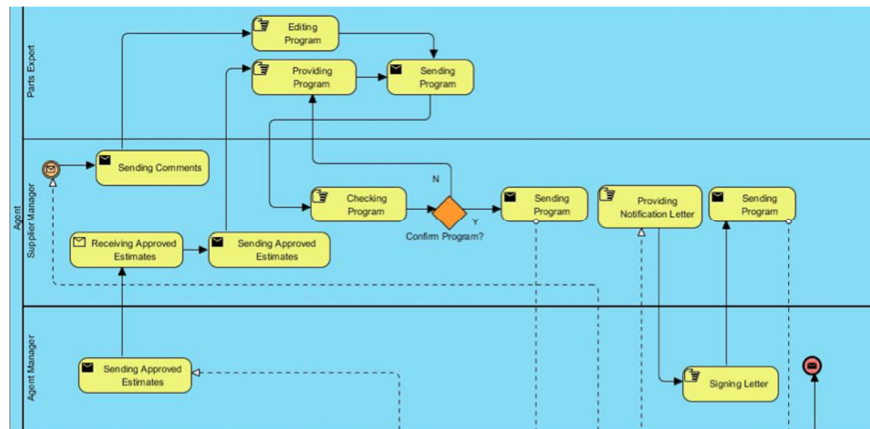 Agent
Parts Expert
Editing
Program
Providing
Program
Sending
Program
Supplier Manager
Sending Comments
Checking
Program
N
Y
Confirm Program?
Sending
Program
Providing
Notification Letter
Sending
Program
Receiving Approved
Estimates
Sending Approved
Estimates
Agent Manager
Sending Approved
Estimates
Signing Letter